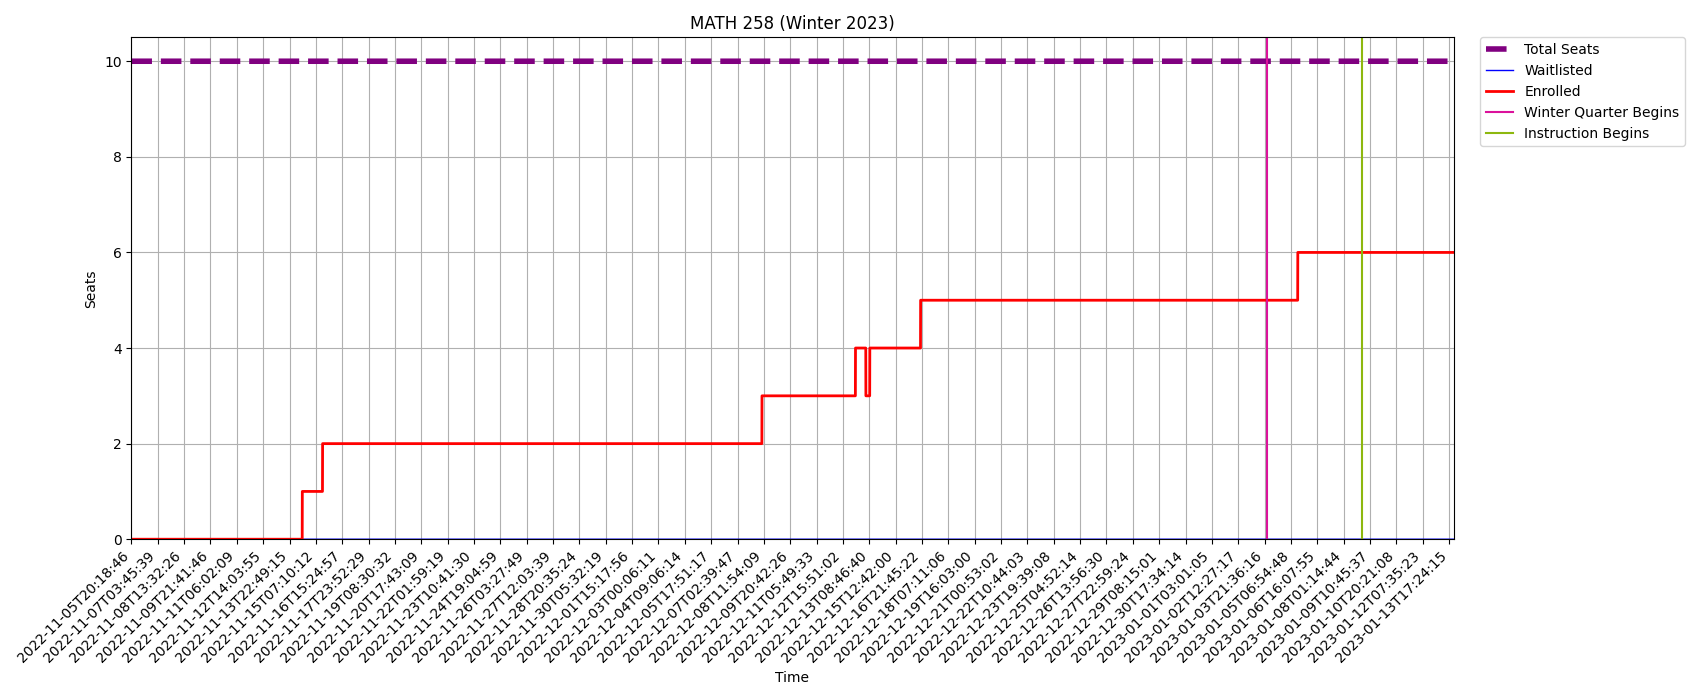 MATH 258 (Winter 2023)
Total Seats
Waitlisted
Enrolled
Winter Quarter Begins
Instruction Begins
10
8
6
4
2
0
Seats
2022-11-05T20:18:46
2022-11-07T03:45:39
2022-11-08T13:32:26
2022-11-09T21:41:46
2022-11-11T06:02:09
2022-11-12T14:03:55
2022-11-13T22:49:15
2022-11-15T07:10:12
2022-11-16T15:24:57
2022-11-17T23:52:29
2022-11-19T08:30:32
2022-11-20T17:43:09
2022-11-22T01:59:19
2022-11-23T10:41:30
2022-11-24T19:04:59
2022-11-26T03:27:49
2022-11-27T12:03:39
2022-11-28T20:35:24
2022-11-30T05:32:19
2022-12-01T15:17:56
2022-12-03T00:06:11
2022-12-04T09:06:14
2022-12-05T17:51:17
2022-12-07T02:39:47
2022-12-08T11:54:09
2022-12-09T20:42:26
2022-12-11T05:49:33
2022-12-12T15:51:02
2022-12-13T08:46:40
2022-12-15T12:42:00
2022-12-16T21:45:22
2022-12-18T07:11:06
2022-12-19T16:03:00
2022-12-21T00:53:02
2022-12-22T10:44:03
2022-12-23T19:39:08
2022-12-25T04:52:14
2022-12-26T13:56:30
2022-12-27T22:59:24
2022-12-29T08:15:01
2022-12-30T17:34:14
2023-01-01T03:01:05
2023-01-02T12:27:17
2023-01-03T21:36:16
2023-01-05T06:54:48
2023-01-06T16:07:55
2023-01-08T01:14:44
2023-01-09T10:45:37
2023-01-10T20:21:08
2023-01-12T07:35:23
2023-01-13T17:24:15
Time